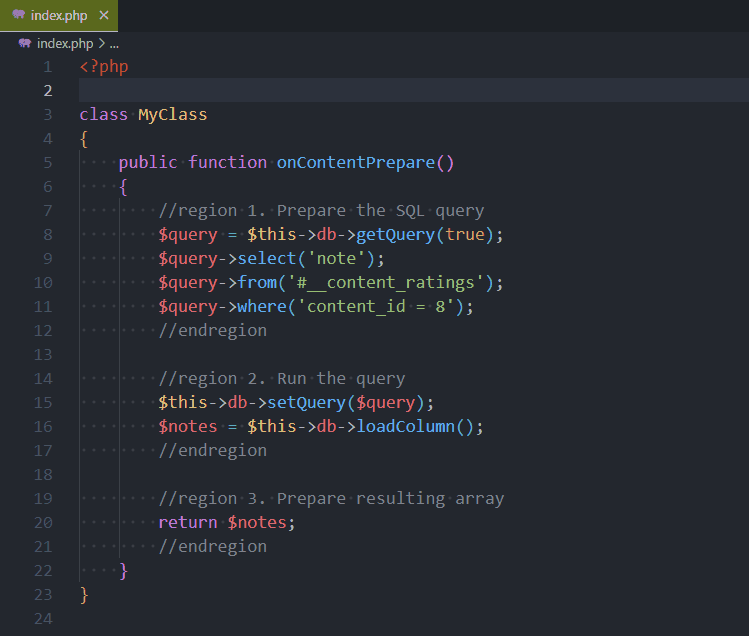 index.php ×
index.php > ...
1 <?php
2
3 class MyClass
4 {
5     public function onContentPrepare()
6     {
7         //region 1. Prepare the SQL query
8         $query = $this->db->getQuery(true);
9         $query->select('note');
10         $query->from('#__content_ratings');
11         $query->where('content_id = 8');
12         //endregion
13
14         //region 2. Run the query
15         $this->db->setQuery($query);
16         $notes = $this->db->loadColumn();
17         //endregion
18
19         //region 3. Prepare resulting array
20         return $notes;
21         //endregion
22     }
23 }
24